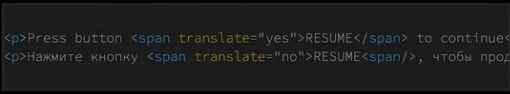 <p>Press button <span translate="yes">RESUME</span> to continue<
<p>Нажмите кнопку <span translate="no">RESUME<span/>, чтобы прод